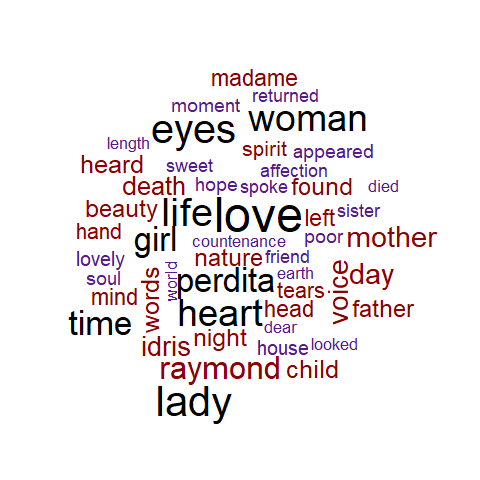 madame
moment returned
eyes woman
length spirit appeared
heard sweet affection
death hope spoke found died
beauty life love left sister
hand girl countenance poor mother
lovely nature friend
soul world perdita earth voice day
mind words tears
time heart head father
dear
idris night house looked
raymond child
lady